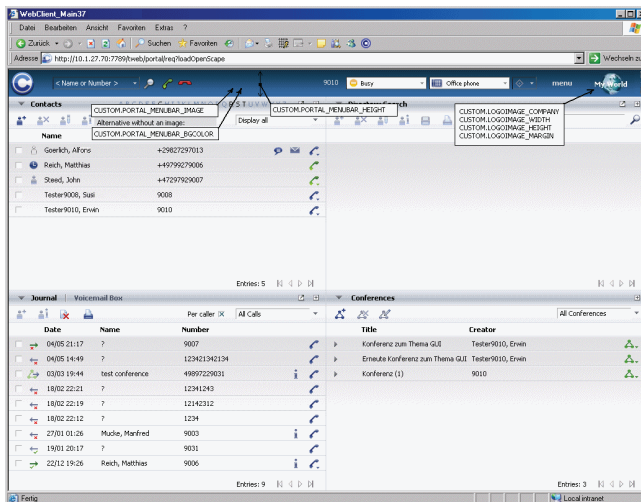 WebClient_Main37
Datei Bearbeiten Ansicht Favoriten Extras ?
Zurück Suchen Favoriten
Adresse http://10.1.27.70:7789/tweb/portal/req?loadOpenScape Wechseln zu
< Name or Number > 9010 Busy Office phone menu My World
Contacts
CUSTOM.PORTAL_MENUBAR_IMAGE
Alternative without an image:
CUSTOM.PORTAL_MENUBAR_BGCOLOR
CUSTOM.PORTAL_MENUBAR_HEIGHT
CUSTOM.LOGOIMAGE_COMPANY
CUSTOM.LOGOIMAGE_WIDTH
CUSTOM.LOGOIMAGE_HEIGHT
CUSTOM.LOGOIMAGE_MARGIN
Display all
Name
Goerlich, Alfons +29827297013
Reich, Matthias +49799279006
Steed, John +47297929007
Tester9008, Susi 9008
Tester9010, Erwin 9010
Entries: 5
Journal | Voicemail Box
Per caller All Calls
Date Name Number
04/05 21:17 ? 9007
04/05 14:49 ? 123421342134
03/03 19:44 test conference 49897229031
18/02 22:21 ? 12341243
18/02 22:19 ? 12142312
18/02 22:12 ? 1234
27/01 01:26 Mucke, Manfred 9003
19/01 20:17 ? 9031
22/12 19:26 Reich, Matthias 9006
Entries: 9
Conferences
All Conferences
Title Creator
Konferenz zum Thema GUI Tester9010, Erwin
Erneute Konferenz zum Thema GUI Tester9010, Erwin
Konferenz (1) 9010
Entries: 3
Fertig Local intranet